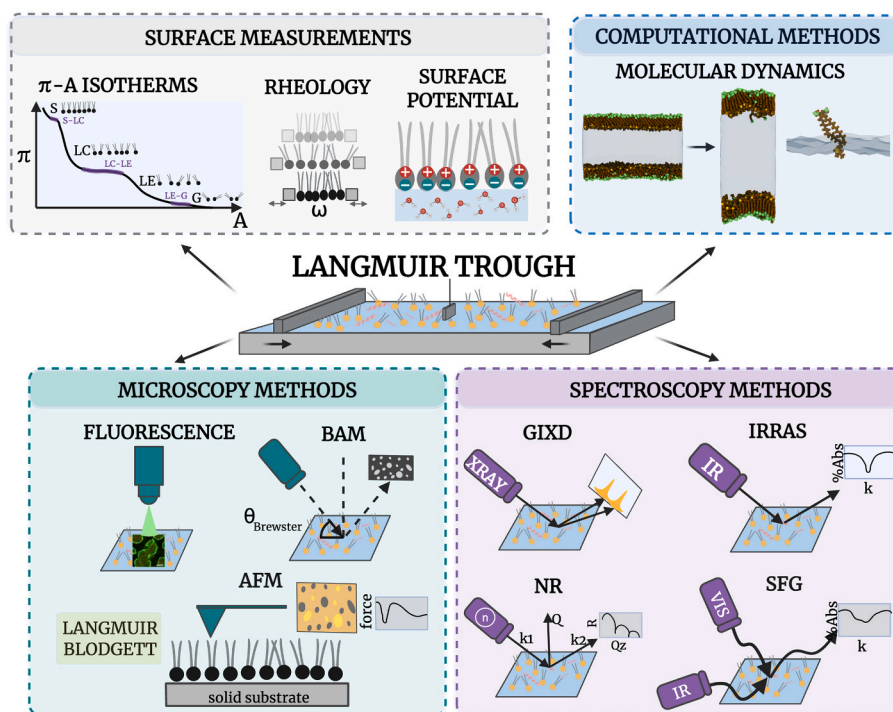 SURFACE MEASUREMENTS
π-A ISOTHERMS
S
S-LC
LC
LC-LE
LE
LE-G
G
π
A
RHEOLOGY
ω
SURFACE
POTENTIAL
+ + + + +
− − − − −
COMPUTATIONAL METHODS
MOLECULAR DYNAMICS
LANGMUIR TROUGH
MICROSCOPY METHODS
FLUORESCENCE
BAM
θBrewster
AFM
force
LANGMUIR
BLODGETT
solid substrate
SPECTROSCOPY METHODS
GIXD
XRAY
IRRAS
IR
%Abs
k
NR
n
k1
Q
k2
R
Qz
SFG
VIS
IR
%Abs
k